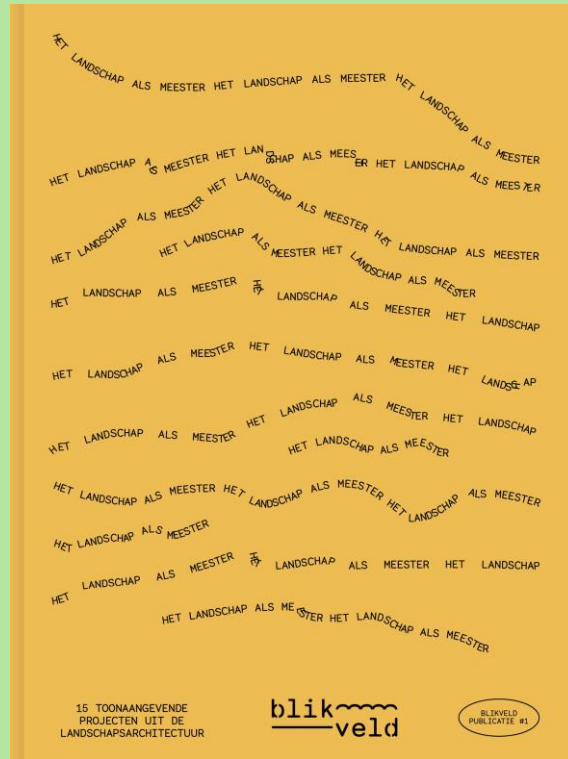 HET LANDSCHAP ALS MEESTER HET LANDSCHAP ALS MEESTER HET LANDSCHAP ALS MEESTER
HET LANDSCHAP ALS MEESTER HET LANDSCHAP ALS MEESTER HET LANDSCHAP ALS MEESTER
HET LANDSCHAP ALS MEESTER HET LANDSCHAP ALS MEESTER HET LANDSCHAP ALS MEESTER
HET LANDSCHAP ALS MEESTER HET LANDSCHAP ALS MEESTER
HET LANDSCHAP ALS MEESTER HET LANDSCHAP ALS MEESTER HET LANDSCHAP
HET LANDSCHAP ALS MEESTER HET LANDSCHAP ALS MEESTER HET LANDSCHAP
HET LANDSCHAP ALS MEESTER HET LANDSCHAP ALS MEESTER HET LANDSCHAP
HET LANDSCHAP ALS MEESTER
HET LANDSCHAP ALS MEESTER HET LANDSCHAP ALS MEESTER HET LANDSCHAP ALS MEESTER
HET LANDSCHAP ALS MEESTER
HET LANDSCHAP ALS MEESTER HET LANDSCHAP ALS MEESTER HET LANDSCHAP
HET LANDSCHAP ALS MEESTER HET LANDSCHAP ALS MEESTER
15 TOONAANGEVENDE
PROJECTEN UIT DE
LANDSCHAPSARCHITECTUUR
blik
veld
BLIKVELD
PUBLICATIE #1